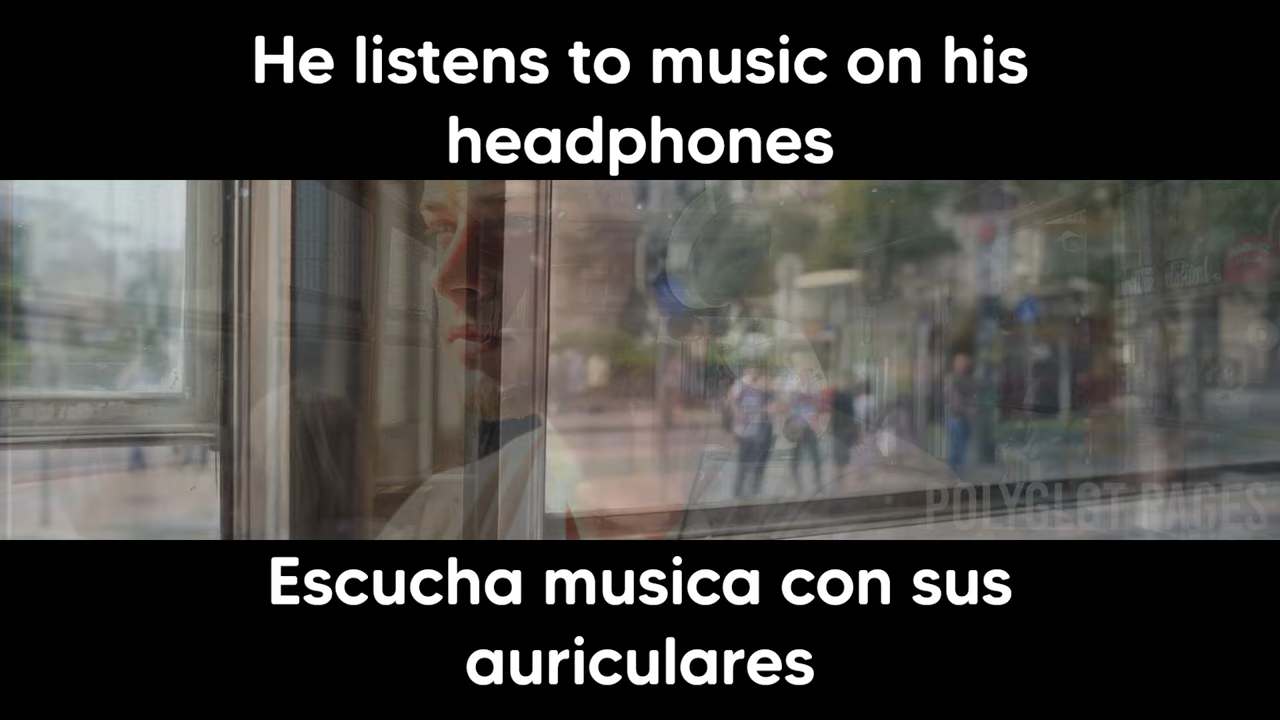 He listens to music on his
headphones
POLYGLOT PAGES
Escucha musica con sus
auriculares